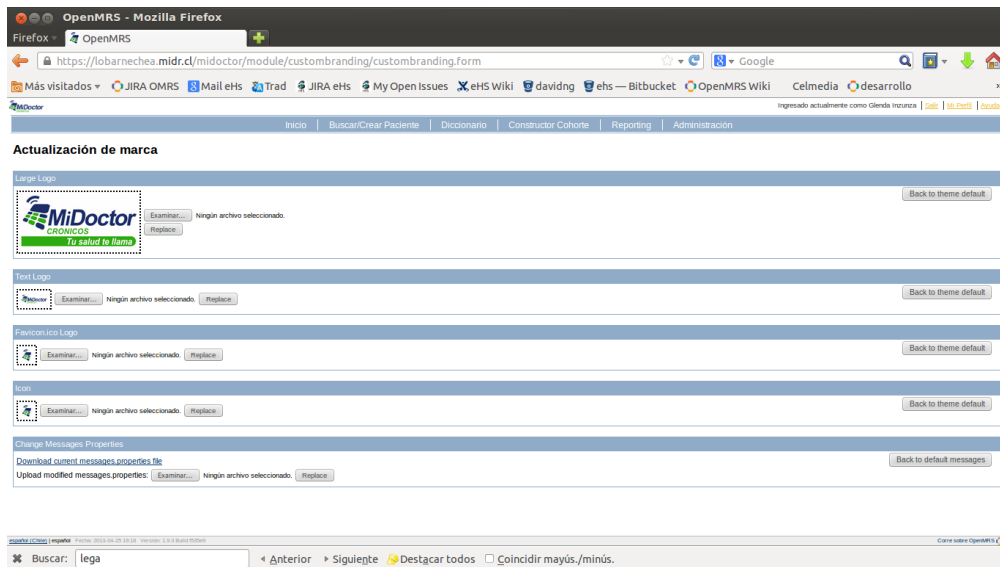 OpenMRS - Mozilla Firefox
Firefox OpenMRS
https://lobarnechea.midr.cl/midoctor/module/custombranding/custombranding.form Google
Más visitados JIRA OMRS Mail eHs Trad JIRA eHs My Open Issues eHS Wiki davidng ehs — Bitbucket OpenMRS Wiki Celmedia desarrollo »
MiDoctor Ingresado actualmente como Glenda Inzunza | Salir | Mi Perfil | Ayuda
Inicio | Buscar/Crear Paciente | Diccionario | Constructor Cohorte | Reporting | Administración
Actualización de marca
Large Logo
Back to theme default
MiDoctor
CRONICOS
Tu salud te llama
Examinar... Ningún archivo seleccionado.
Replace
Text Logo
MiDoctor Examinar... Ningún archivo seleccionado. Replace Back to theme default
Favicon.ico Logo
Examinar... Ningún archivo seleccionado. Replace Back to theme default
Icon
Examinar... Ningún archivo seleccionado. Replace Back to theme default
Change Messages Properties
Download current messages.properties file Back to default messages
Upload modified messages.properties: Examinar... Ningún archivo seleccionado. Replace
español (Chile) | español Corre sobre OpenMRS
Buscar: lega Anterior Siguiente Destacar todos Coincidir mayús./minús.